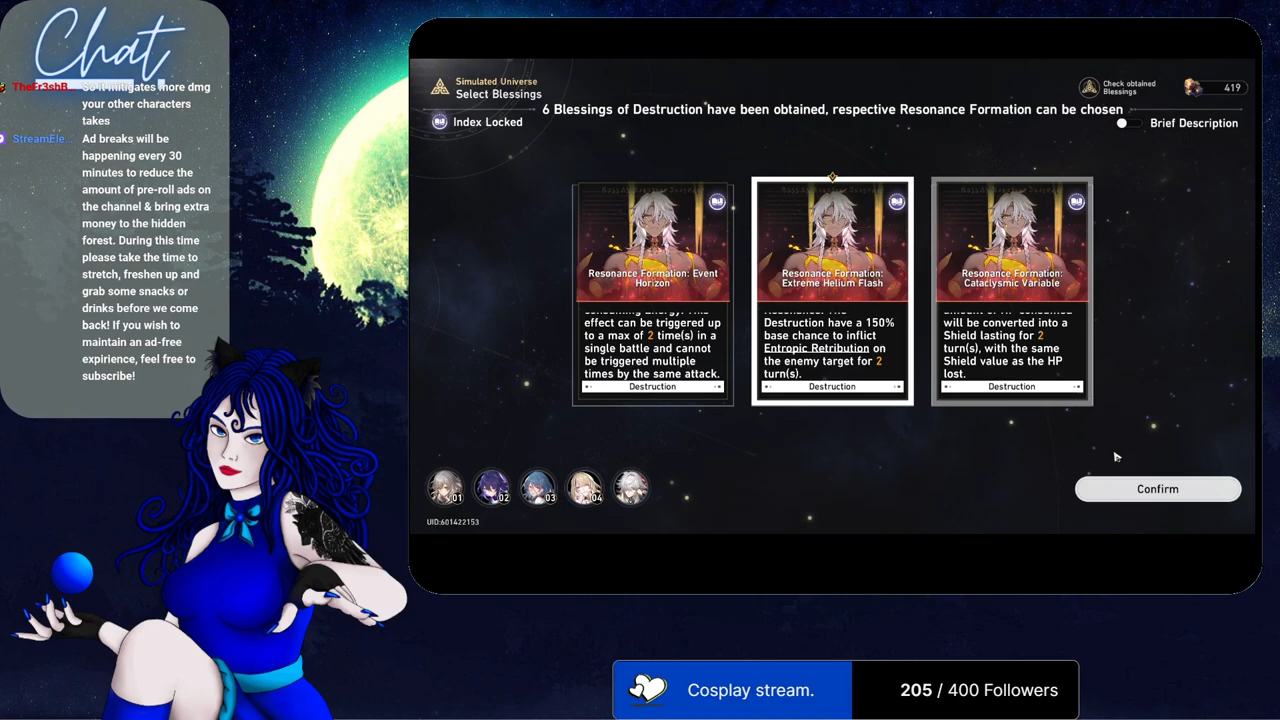 Chat
TheFr3shB... So it mitigates more dmg
your other characters
takes
StreamEle... Ad breaks will be
happening every 30
minutes to reduce the
amount of pre-roll ads on
the channel & bring extra
money to the hidden
forest. During this time
please take the time to
stretch, freshen up and
grab some snacks or
drinks before we come
back! If you wish to
maintain an ad-free
expirience, feel free to
subscribe!
Simulated Universe
Select Blessings
Index Locked
6 Blessings of Destruction have been obtained, respective Resonance Formation can be chosen
Check obtained
Blessings
419
Brief Description
Resonance Formation: Event
Horizon
effect can be triggered up
to a max of 2 time(s) in a
single battle and cannot
be triggered multiple
times by the same attack.
Destruction
Resonance Formation:
Extreme Helium Flash
Destruction have a 150%
base chance to inflict
Entropic Retribution on
the enemy target for 2
turn(s).
Destruction
Resonance Formation:
Cataclysmic Variable
will be converted into a
Shield lasting for 2
turn(s), with the same
Shield value as the HP
lost.
Destruction
01
02
03
04
Confirm
UID:601422153
Cosplay stream.
205 / 400 Followers